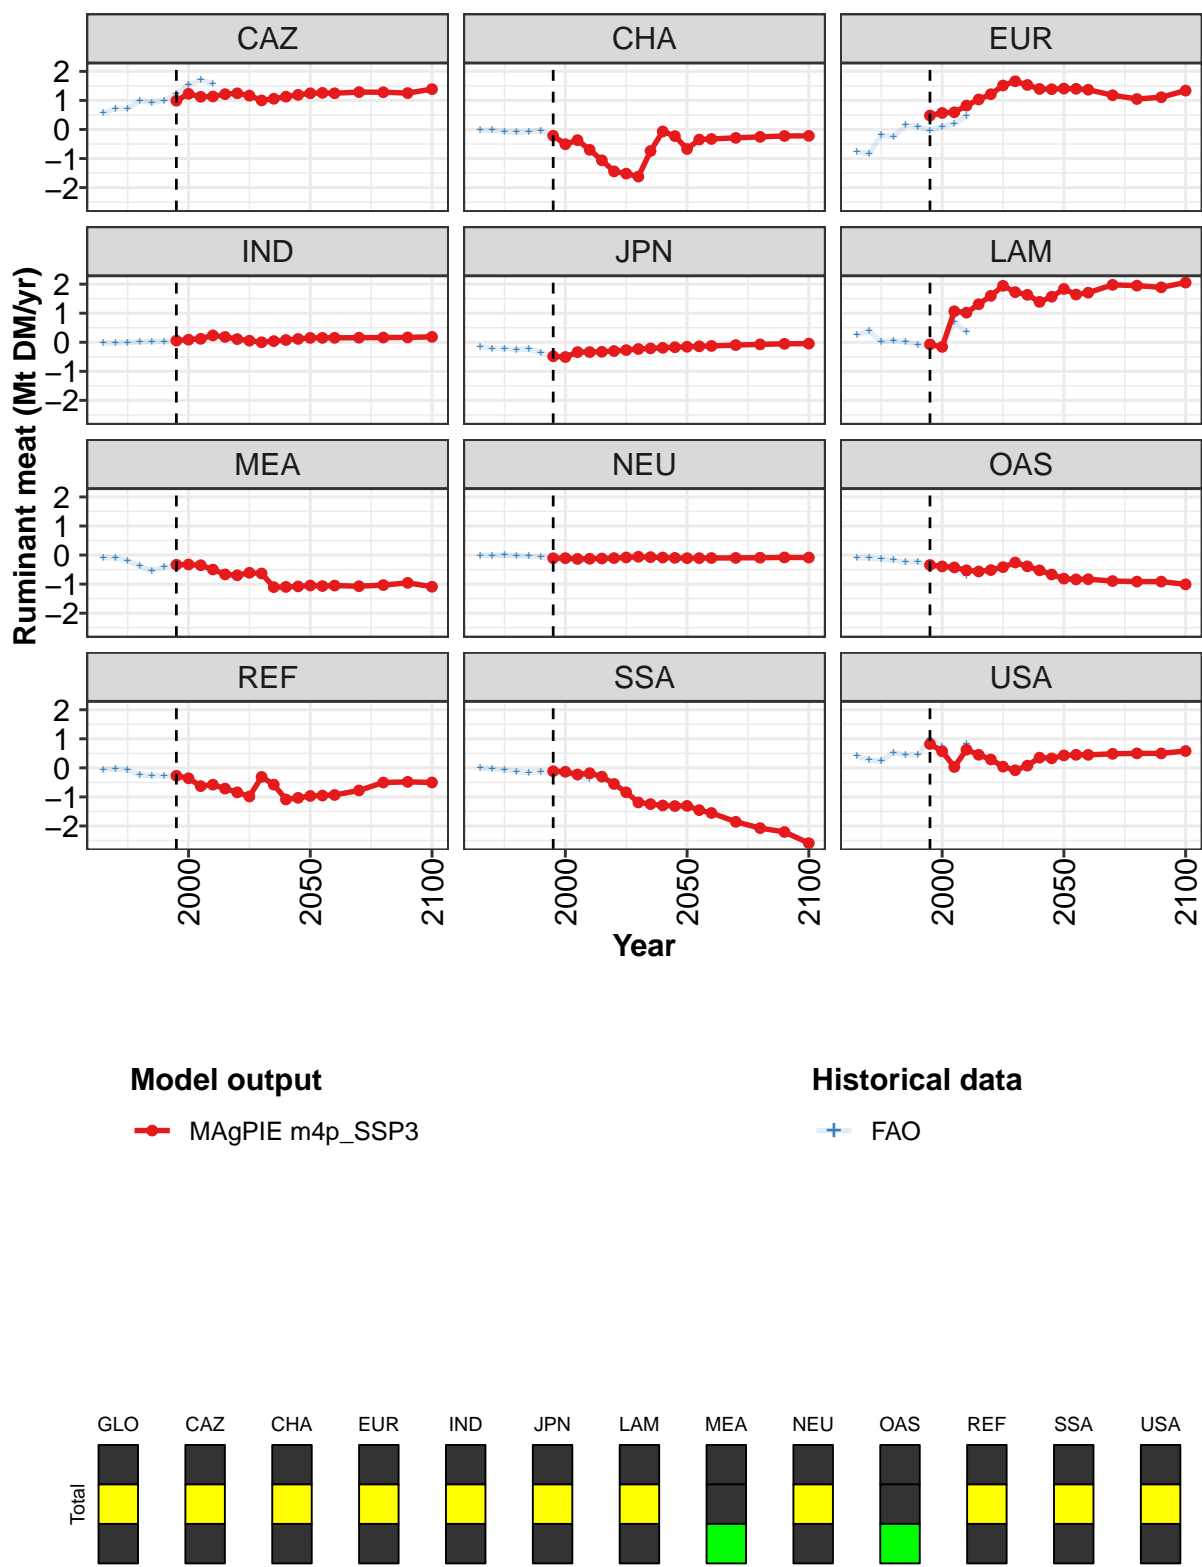 CAZ CHA EUR
2
1
0
−1
−2
IND JPN LAM
2
1
0
−1
−2
MEA NEU OAS
2
1
0
−1
−2
REF SSA USA
2
1
0
−1
−2
Ruminant meat (Mt DM/yr)
2000 2050 2100 2000 2050 2100 2000 2050 2100
Year
Model output
MAgPIE m4p_SSP3
Historical data
FAO
GLO CAZ CHA EUR IND JPN LAM MEA NEU OAS REF SSA USA
Total